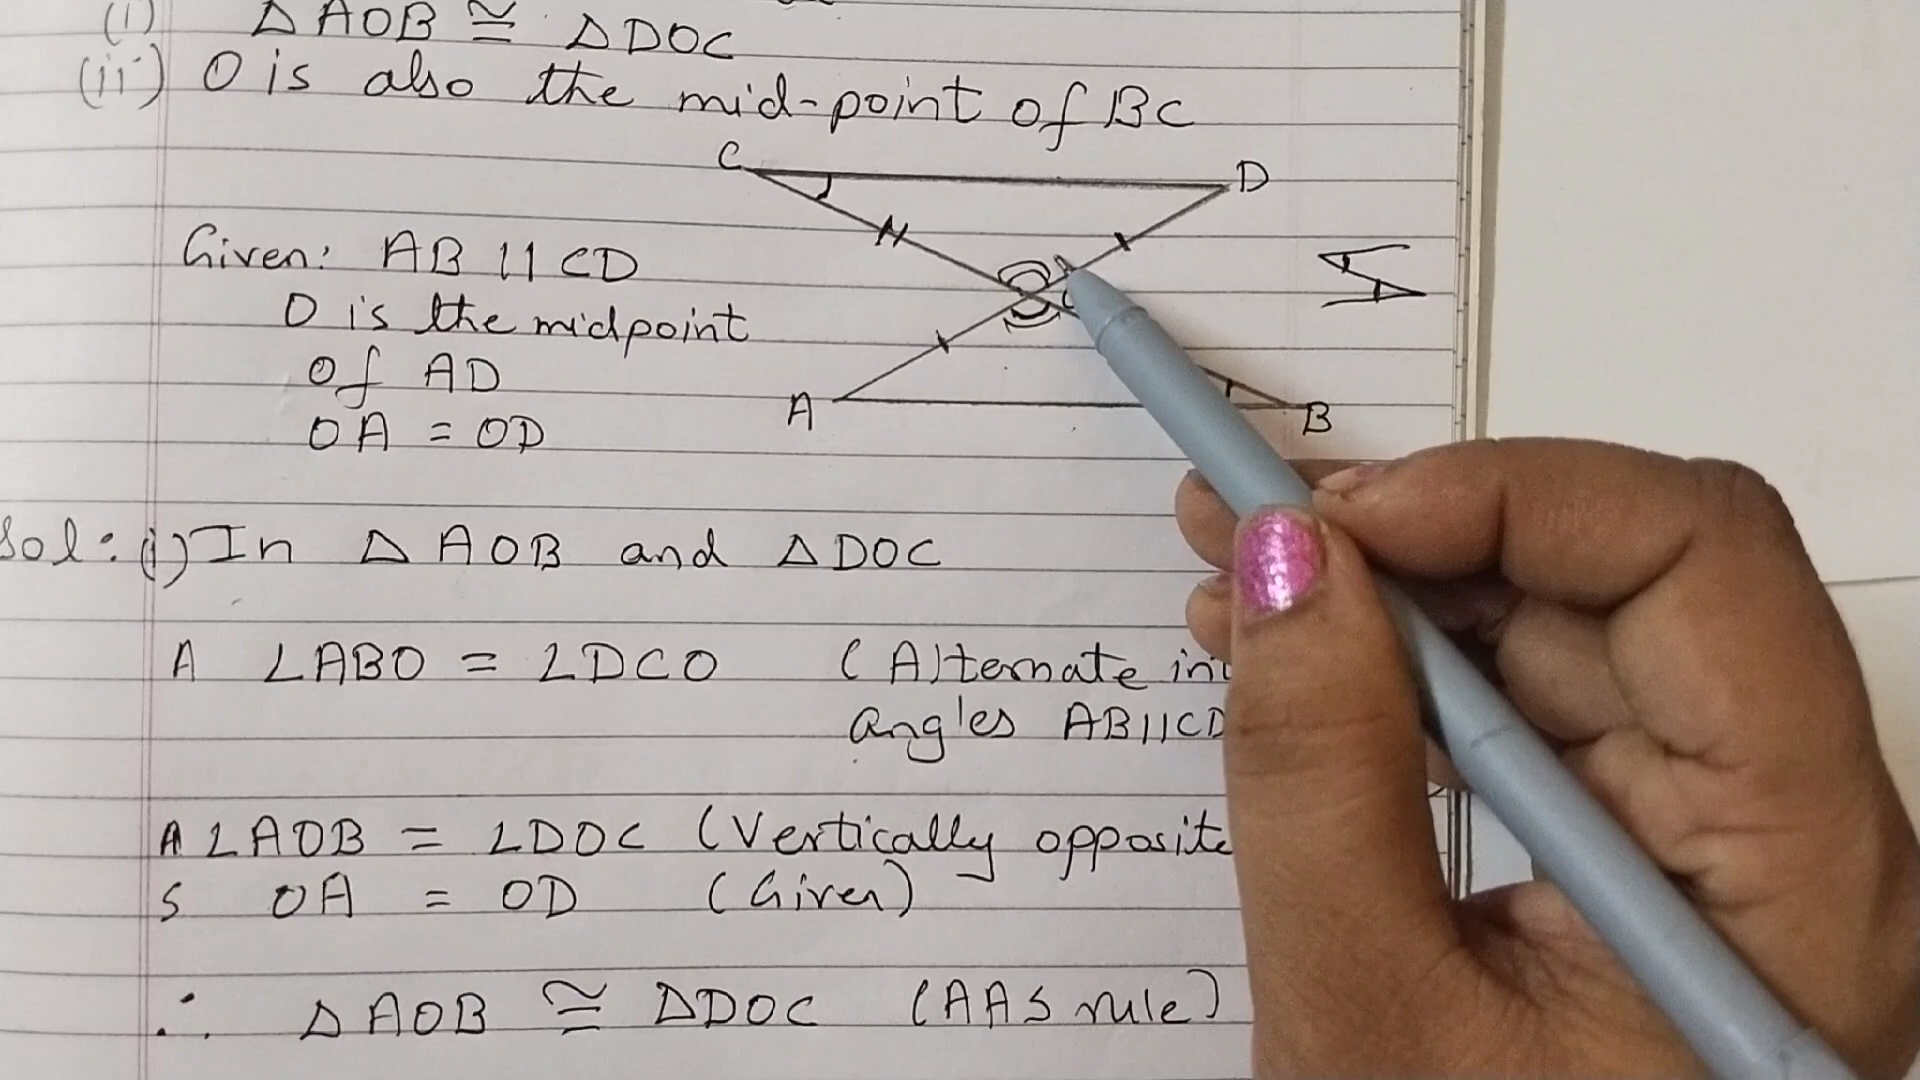 (i) △AOB ≅ △DOC
(ii) O is also the mid-point of BC
C
D
Given: AB || CD
O is the midpoint
of AD
A
B
OA = OD
Sol: (i) In △AOB and △DOC
A ∠ABO = ∠DCO (Alternate
angles AB||CD
A ∠AOB = ∠DOC (Vertically opposite
S OA = OD (Given)
∴ △AOB ≅ △DOC (AAS rule)